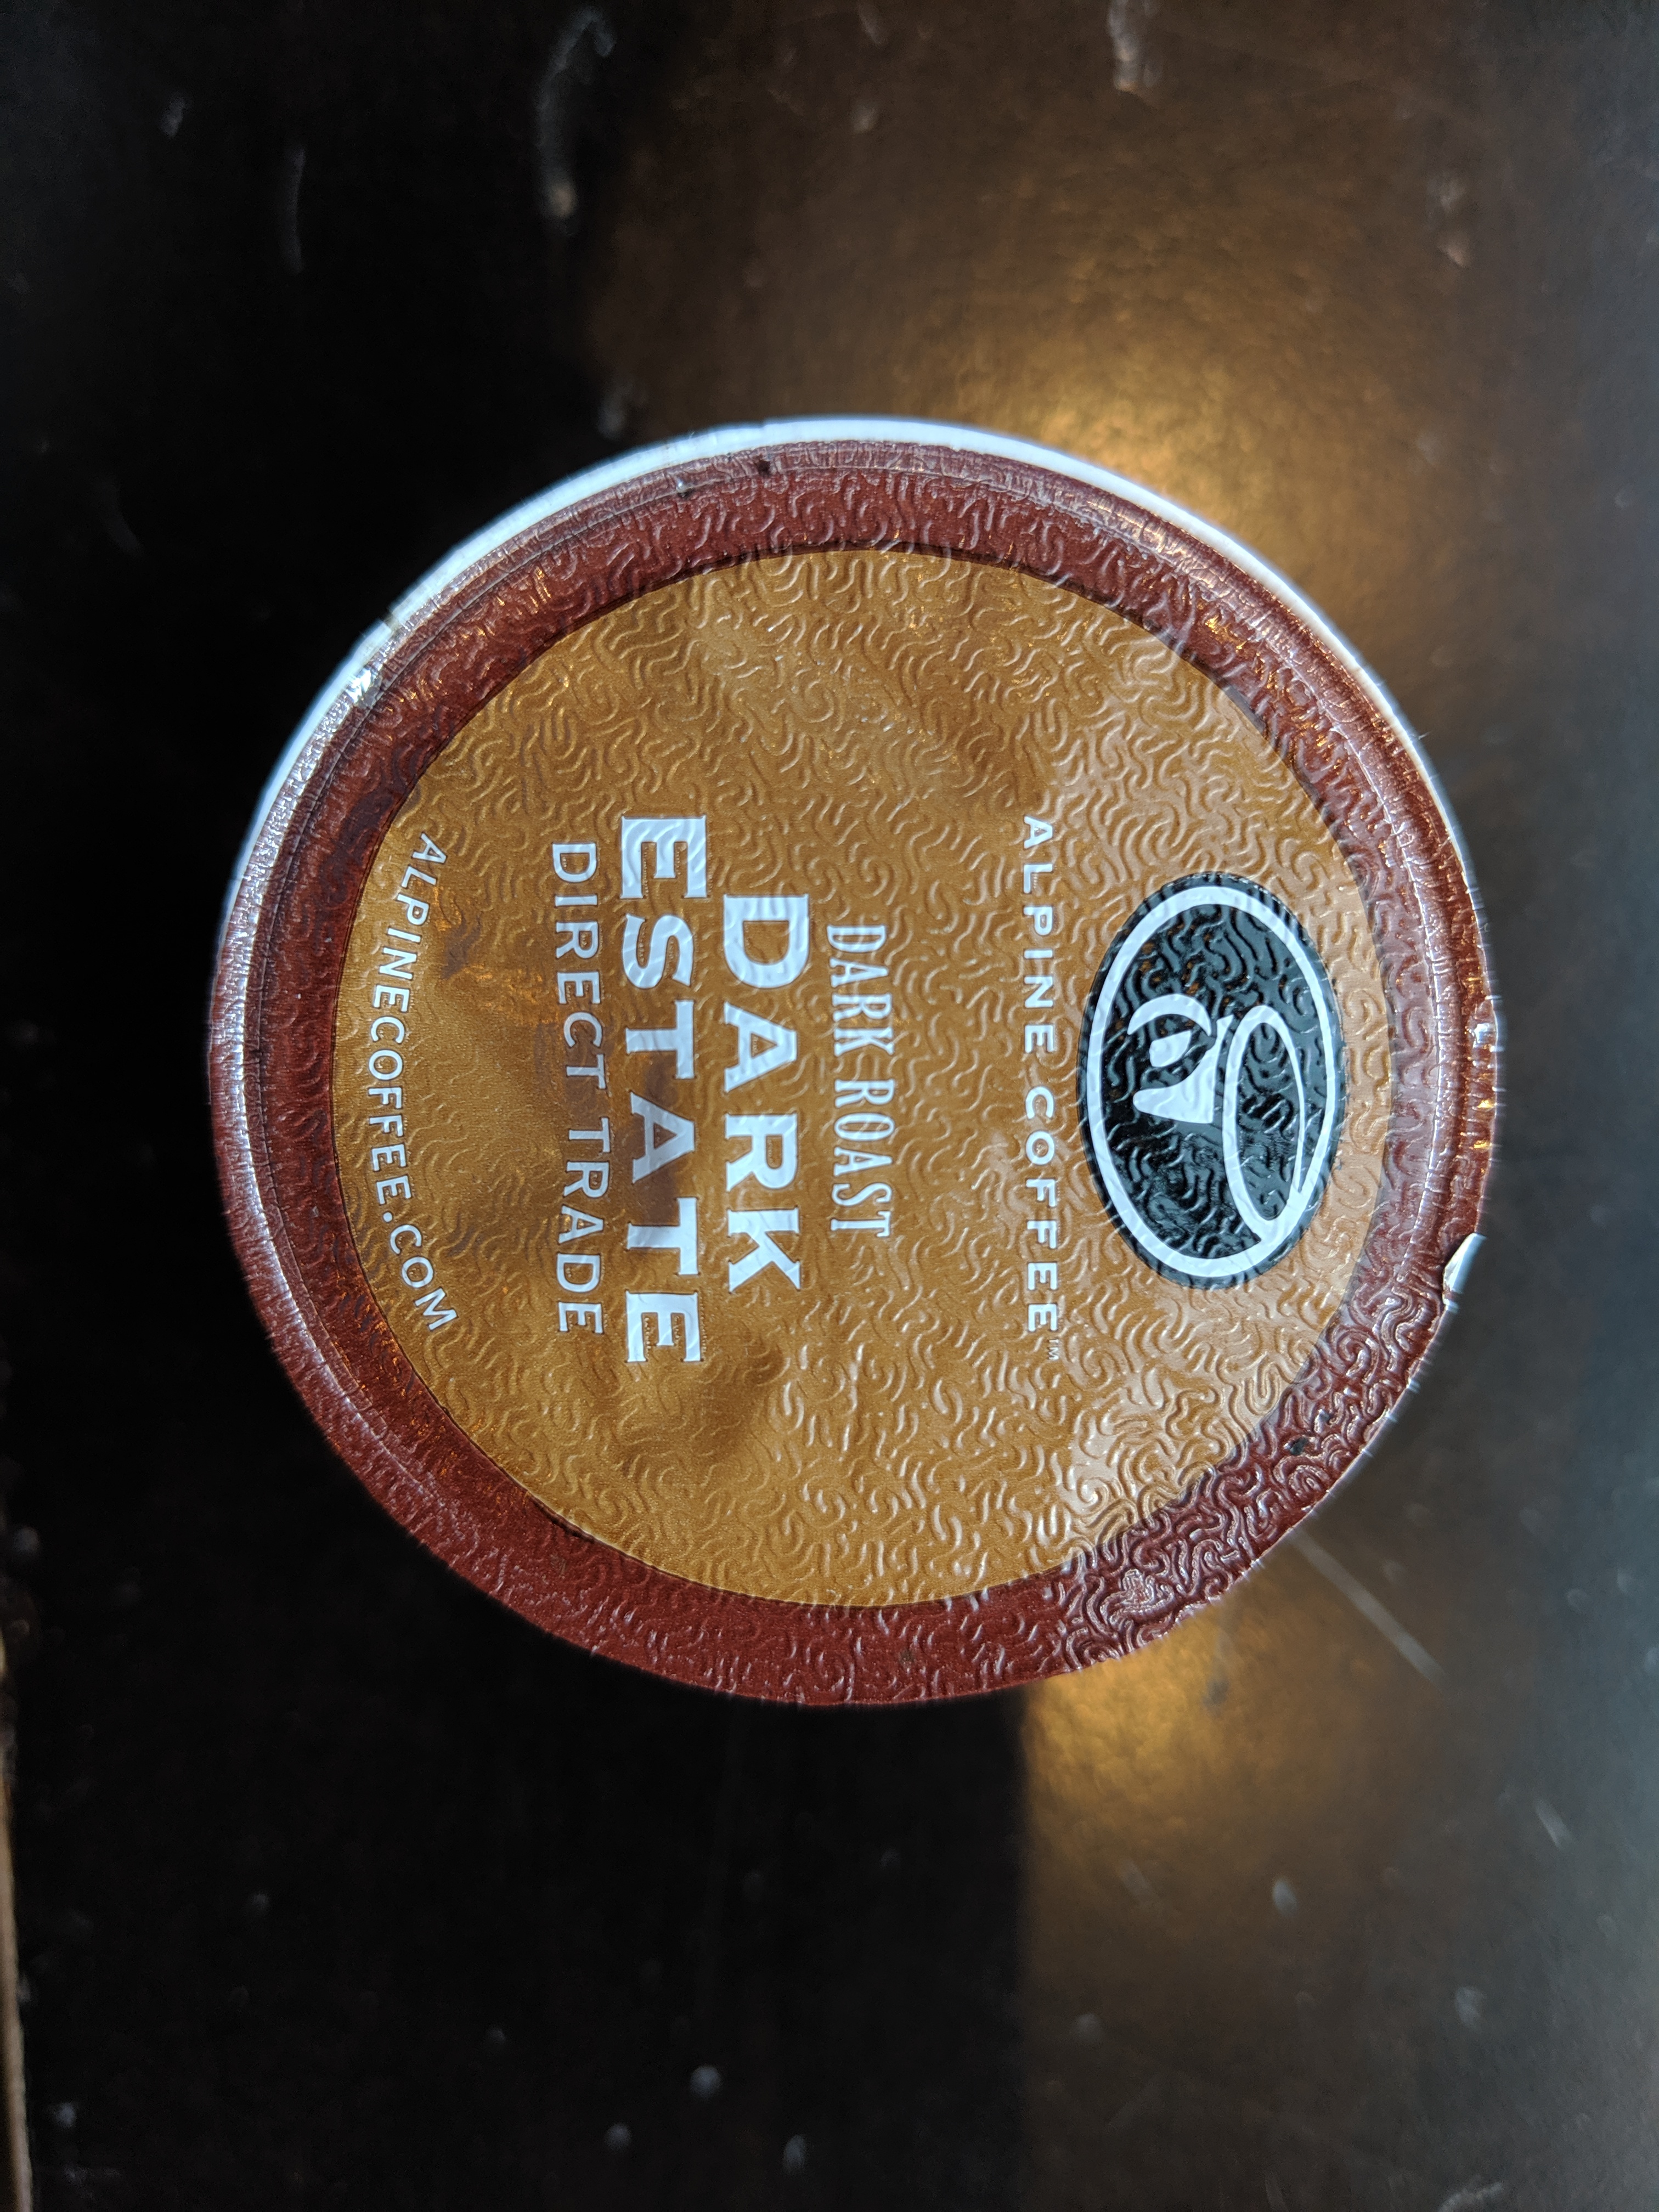 ALPINE COFFEE™
DARK ROAST
DARK
ESTATE
DIRECT TRADE
ALPINECOFFEE.COM